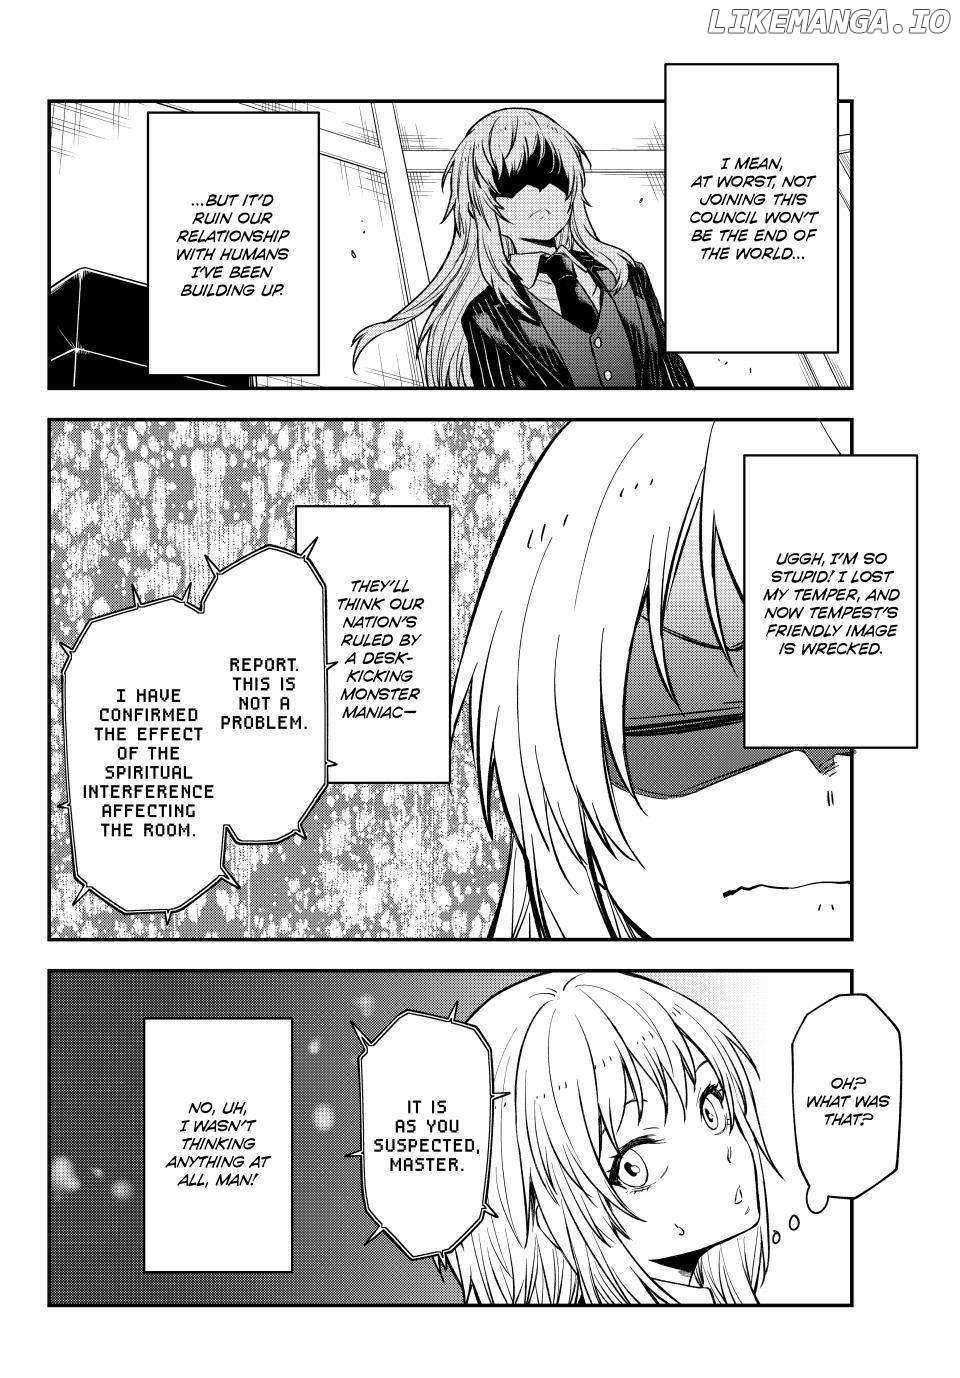 LIKEMANGA.IO
I MEAN,
AT WORST, NOT
JOINING THIS
COUNCIL WON'T
BE THE END OF
THE WORLD...
...BUT IT'D
RUIN OUR
RELATIONSHIP
WITH HUMANS
I'VE BEEN
BUILDING UP.
UGGH, I'M SO
STUPID! I LOST
MY TEMPER, AND
NOW TEMPEST'S
FRIENDLY IMAGE
IS WRECKED.
THEY'LL
THINK OUR
NATION'S
RULED BY
A DESK-
KICKING
MONSTER
MANIAC—
REPORT.
THIS IS
NOT A
PROBLEM.
I HAVE
CONFIRMED
THE EFFECT
OF THE
SPIRITUAL
INTERFERENCE
AFFECTING
THE ROOM.
OH?
WHAT WAS
THAT?
IT IS
AS YOU
SUSPECTED,
MASTER.
NO, UH,
I WASN'T
THINKING
ANYTHING AT
ALL, MAN!